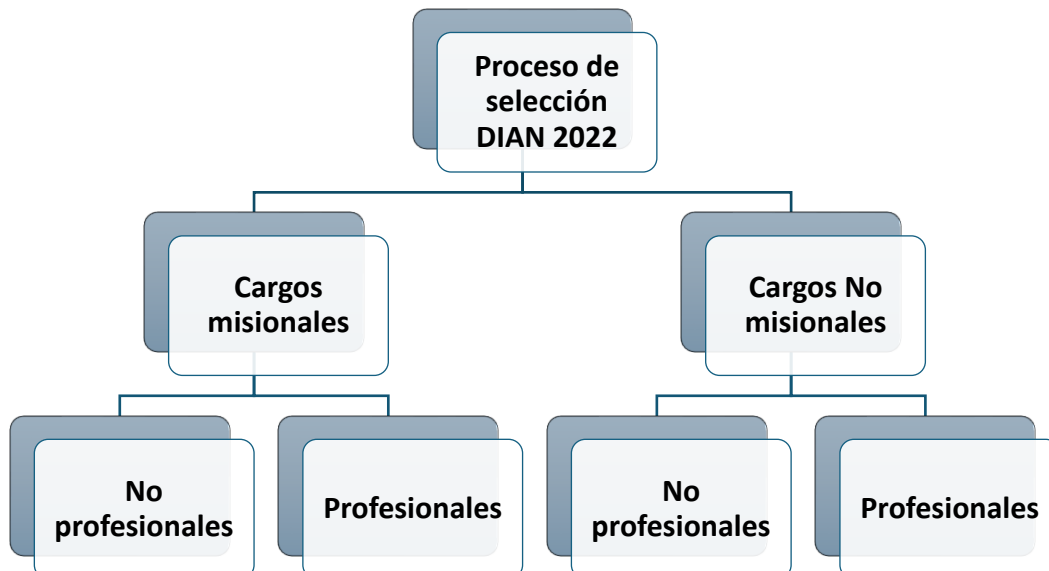 Proceso de
selección
DIAN 2022
Cargos
misionales
Cargos No
misionales
No
profesionales
Profesionales
No
profesionales
Profesionales